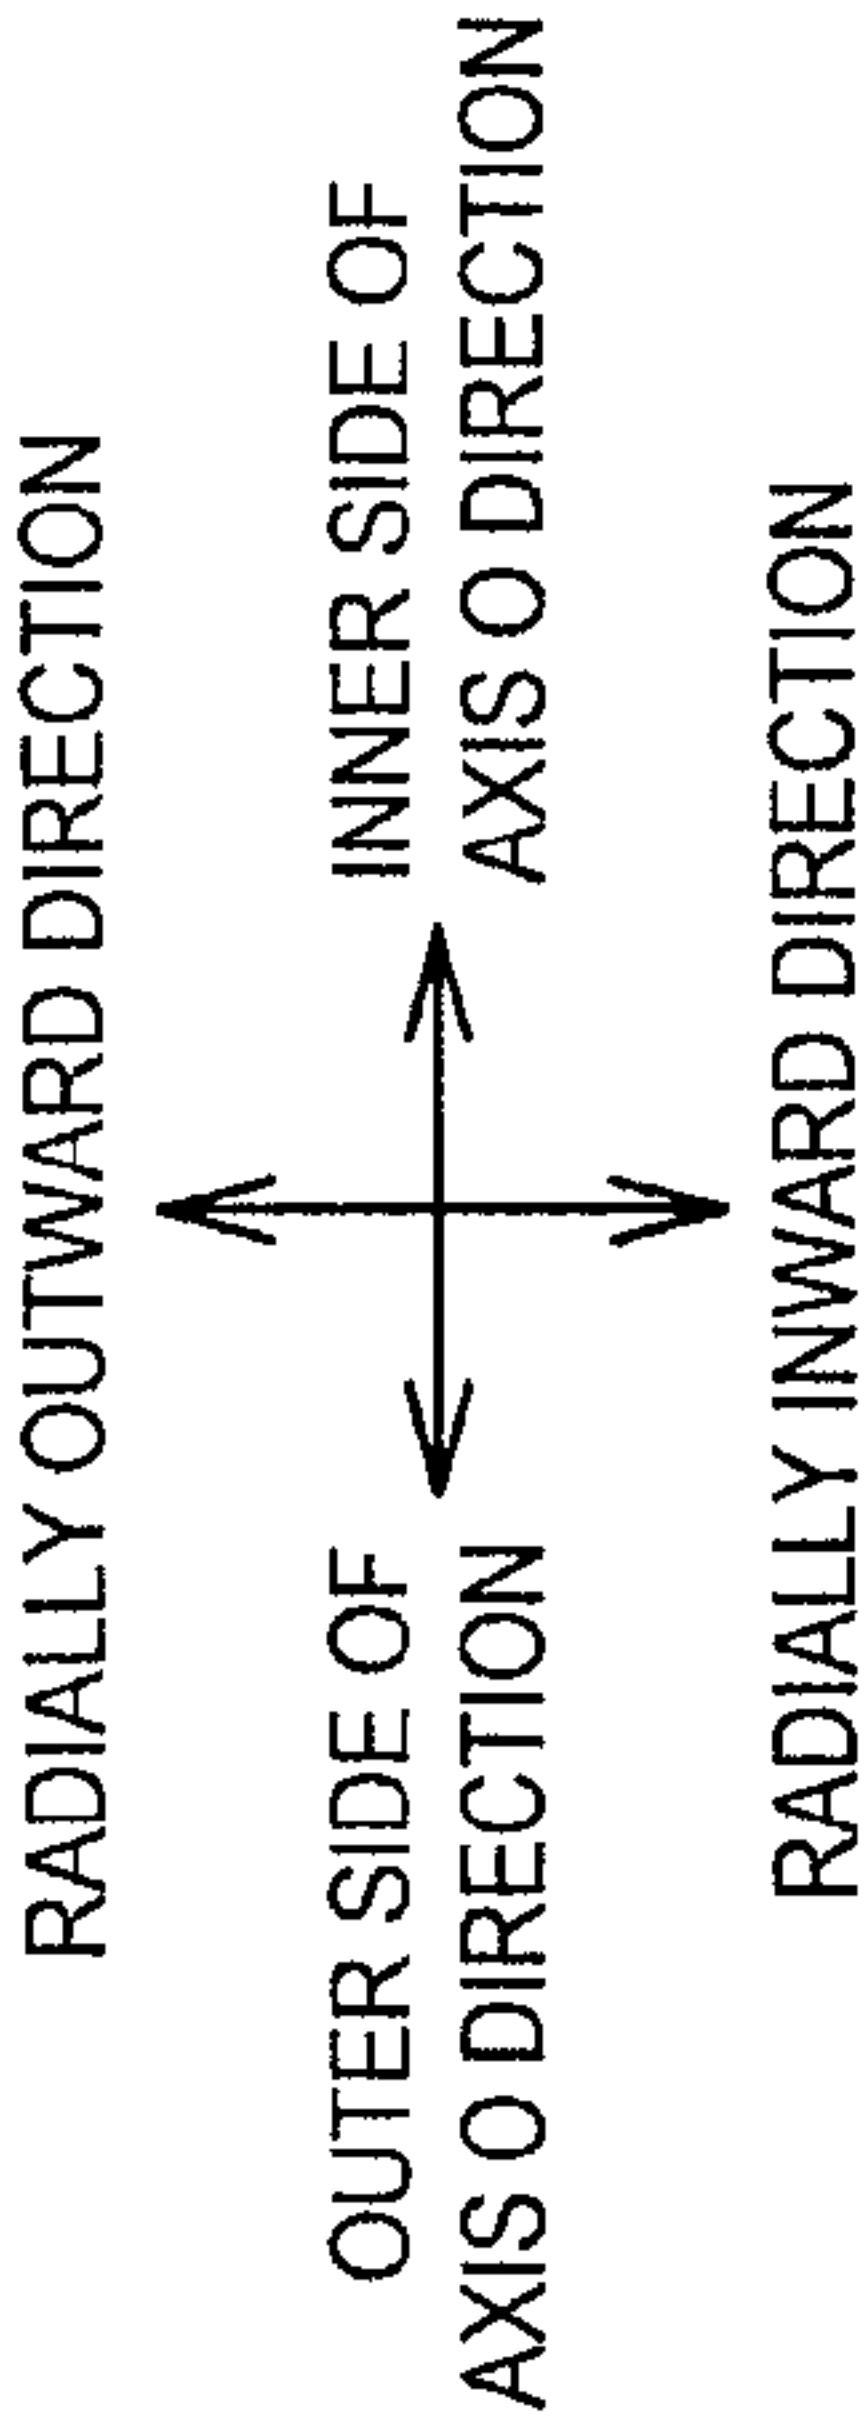 RADIALLY OUTWARD DIRECTION
OUTER SIDE OF
AXIS O DIRECTION
INNER SIDE OF
AXIS O DIRECTION
RADIALLY INWARD DIRECTION